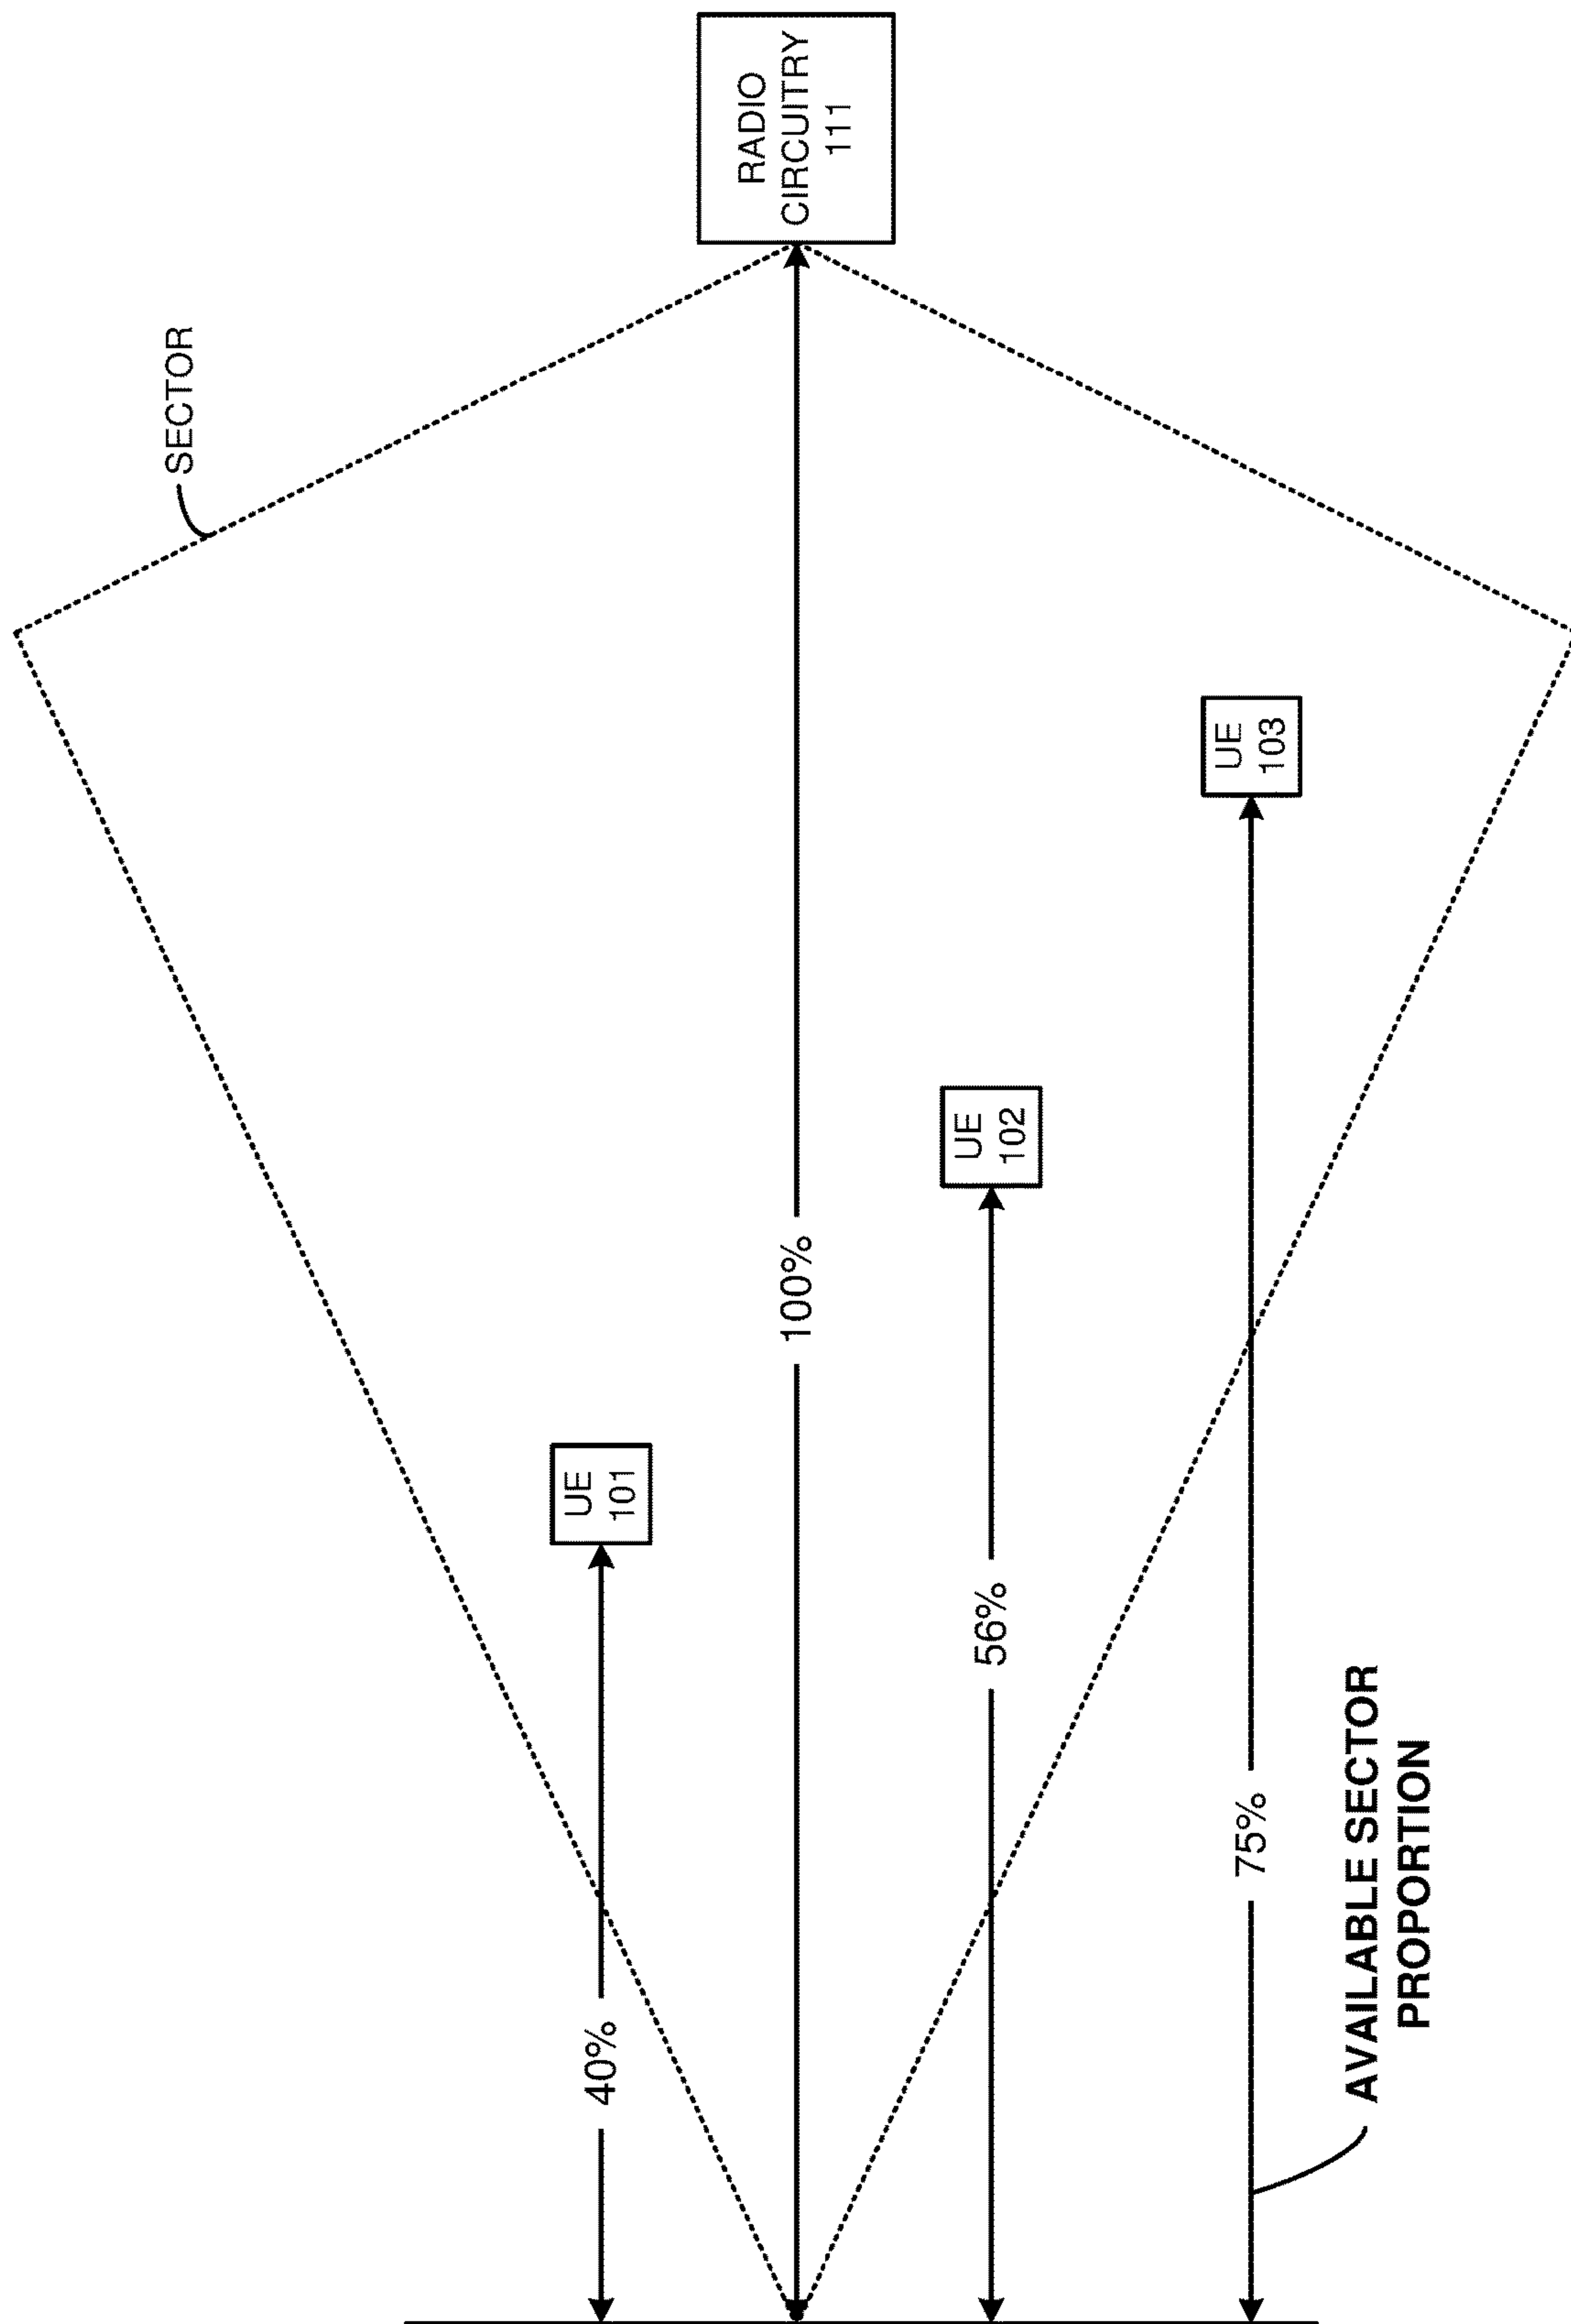 SECTOR
RADIO
CIRCUITRY
111
UE
101
40%
100%
UE
102
56%
UE
103
75%
AVAILABLE SECTOR
PROPORTION